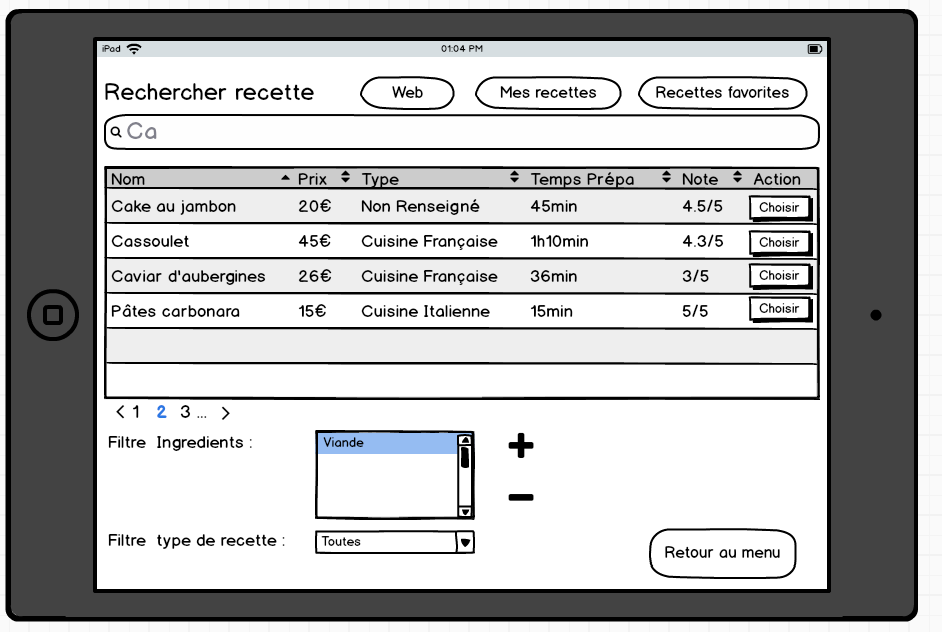 iPad 01:04 PM
Rechercher recette Web Mes recettes Recettes favorites
Ca
Nom Prix Type Temps Prépa Note Action
Cake au jambon 20€ Non Renseigné 45min 4.5/5 Choisir
Cassoulet 45€ Cuisine Française 1h10min 4.3/5 Choisir
Caviar d'aubergines 26€ Cuisine Française 36min 3/5 Choisir
Pâtes carbonara 15€ Cuisine Italienne 15min 5/5 Choisir
< 1 2 3 ... >
Filtre Ingredients : Viande
Filtre type de recette : Toutes
Retour au menu